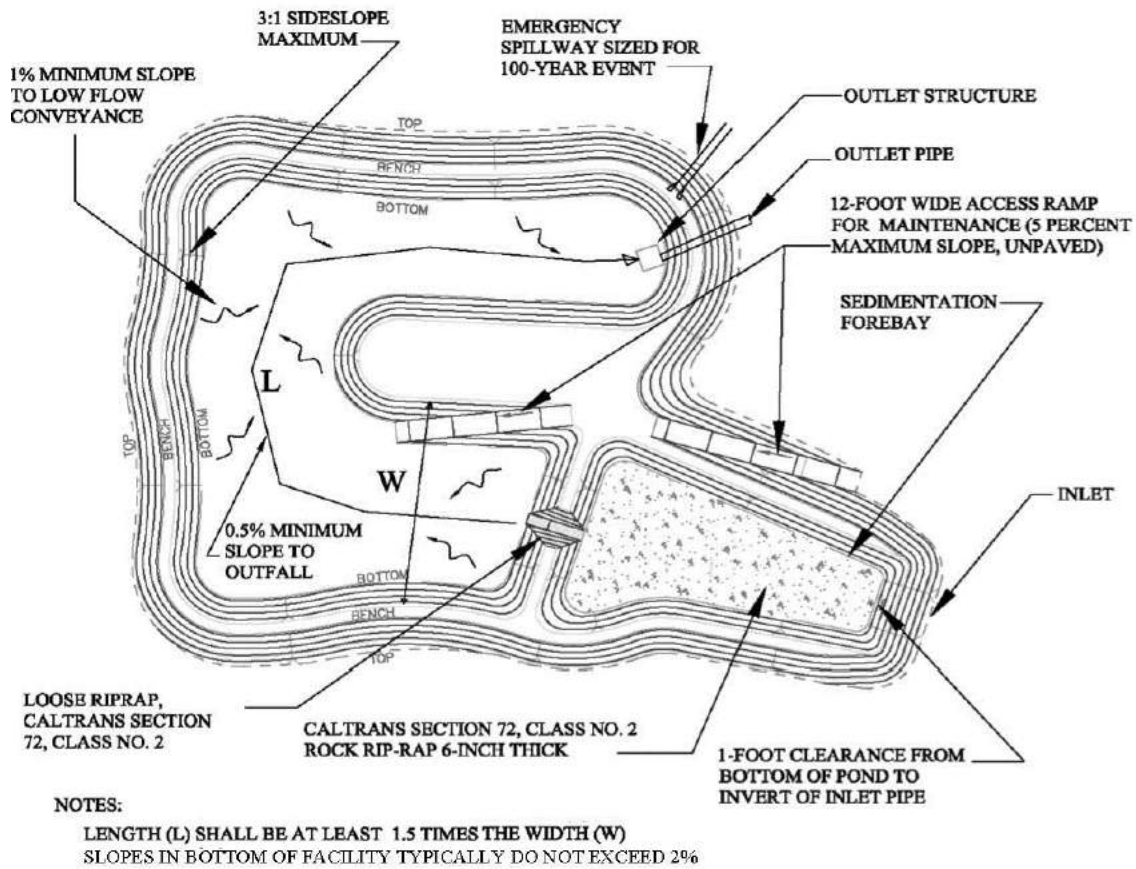 3:1 SIDESLOPE
MAXIMUM
EMERGENCY
SPILLWAY SIZED FOR
100-YEAR EVENT
1% MINIMUM SLOPE
TO LOW FLOW
CONVEYANCE
OUTLET STRUCTURE
OUTLET PIPE
12-FOOT WIDE ACCESS RAMP
FOR MAINTENANCE (5 PERCENT
MAXIMUM SLOPE, UNPAVED)
SEDIMENTATION
FOREBAY
TOP
BENCH
BOTTOM
L
TOP
BENCH
BOTTOM
W
INLET
0.5% MINIMUM
SLOPE TO
OUTFALL
BOTTOM
BENCH
TOP
LOOSE RIPRAP,
CALTRANS SECTION
72, CLASS NO. 2
CALTRANS SECTION 72, CLASS NO. 2
ROCK RIP-RAP 6-INCH THICK
1-FOOT CLEARANCE FROM
BOTTOM OF POND TO
INVERT OF INLET PIPE
NOTES:
LENGTH (L) SHALL BE AT LEAST 1.5 TIMES THE WIDTH (W)
SLOPES IN BOTTOM OF FACILITY TYPICALLY DO NOT EXCEED 2%